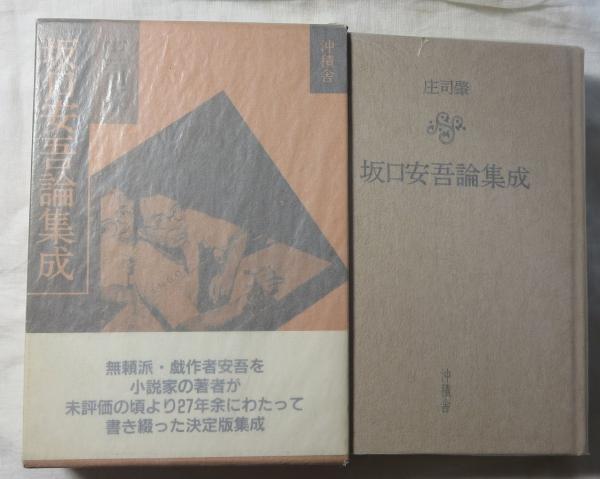 坂口安吾論集成
沖積舎
無頼派・戯作者安吾を
小説家の著者が
未評価の頃より27年余にわたって
書き綴った決定版集成
庄司肇
坂口安吾論集成
沖積舎